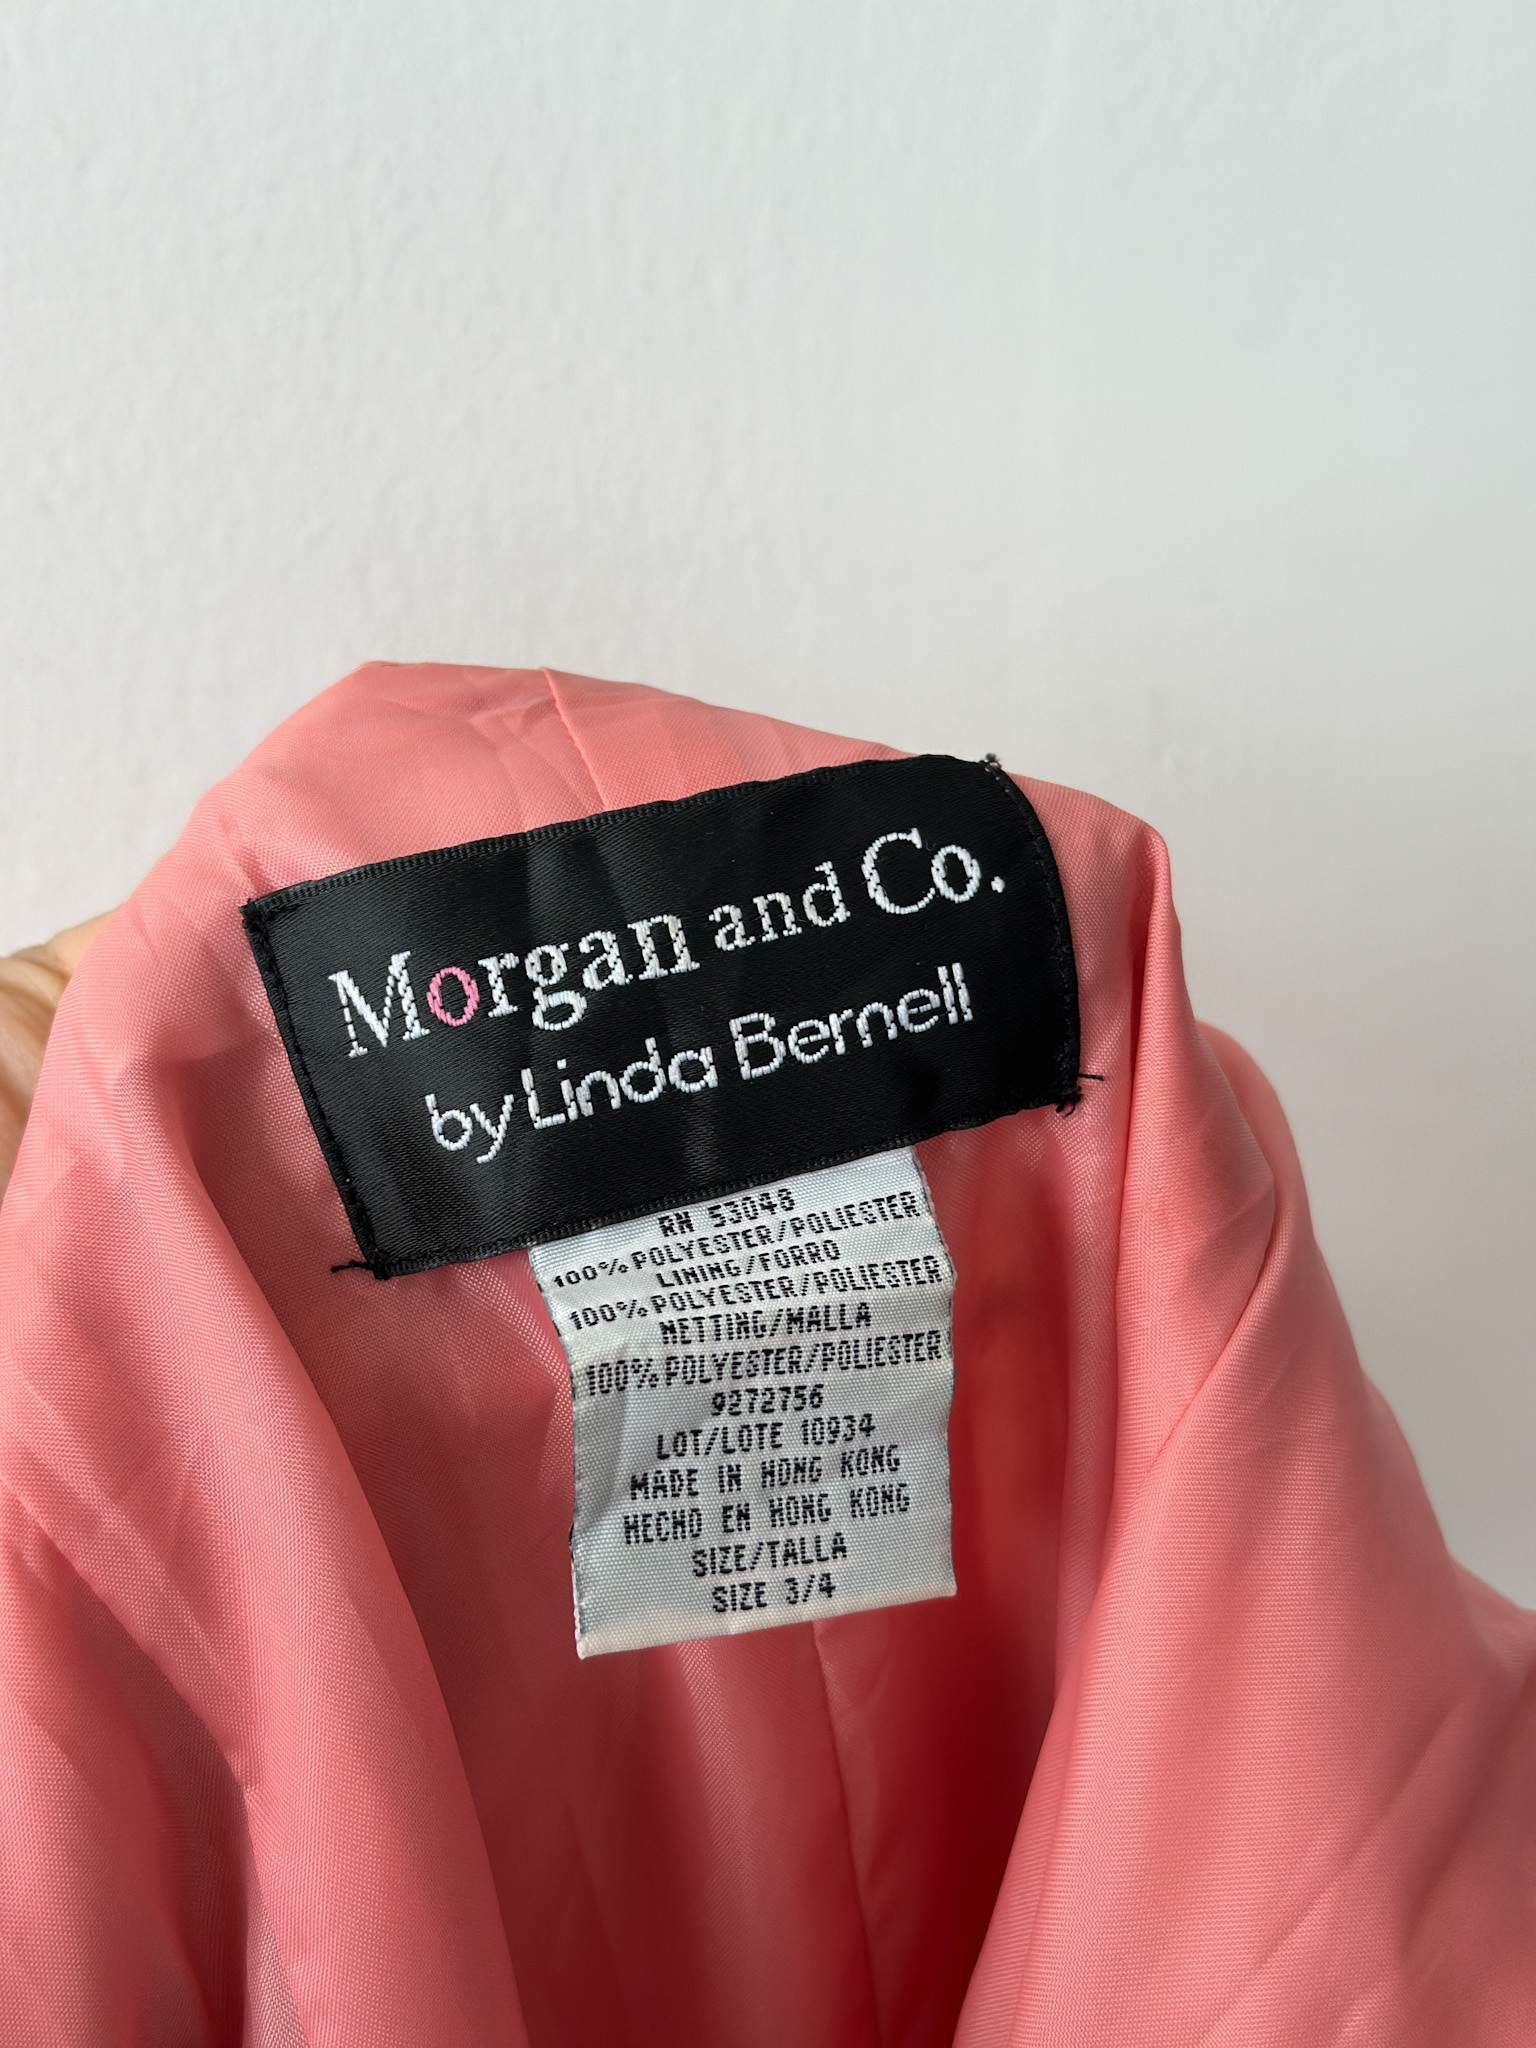 Morgan and Co.
by Linda Bernell
RN 53048
100% POLYESTER/POLIESTER
LINING/FORRO
100% POLYESTER/POLIESTER
NETTING/MALLA
100% POLYESTER/POLIESTER
9272756
LOT/LOTE 10934
MADE IN HONG KONG
HECHO EN HONG KONG
SIZE/TALLA
SIZE 3/4